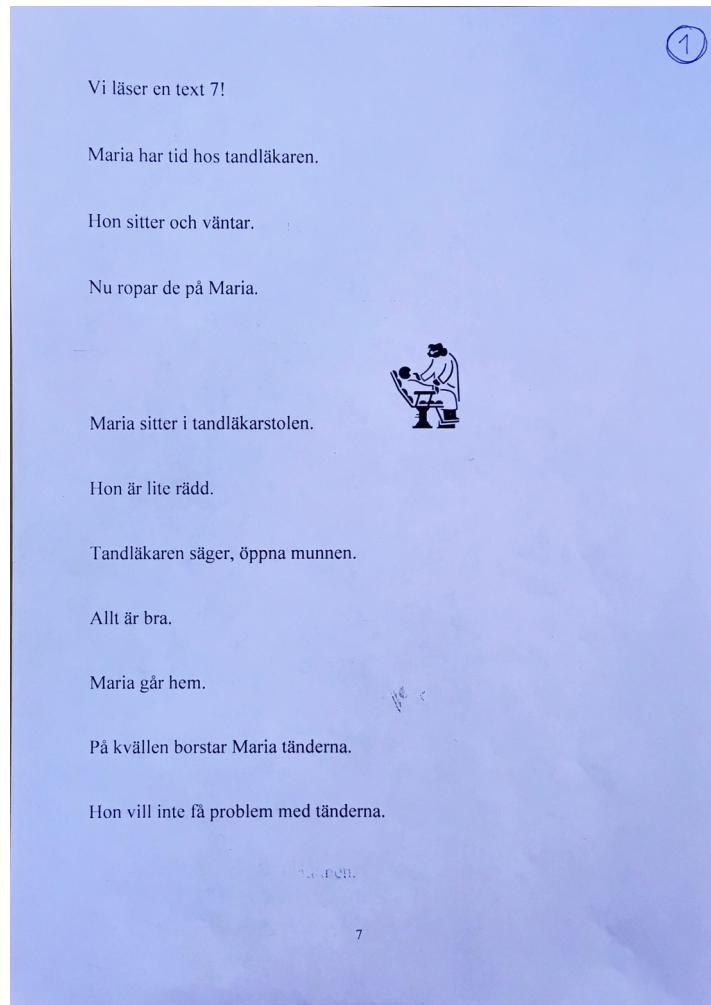 1
Vi läser en text 7!
Maria har tid hos tandläkaren.
Hon sitter och väntar.
Nu ropar de på Maria.
Maria sitter i tandläkarstolen.
Hon är lite rädd.
Tandläkaren säger, öppna munnen.
Allt är bra.
Maria går hem.
På kvällen borstar Maria tänderna.
Hon vill inte få problem med tänderna.
7